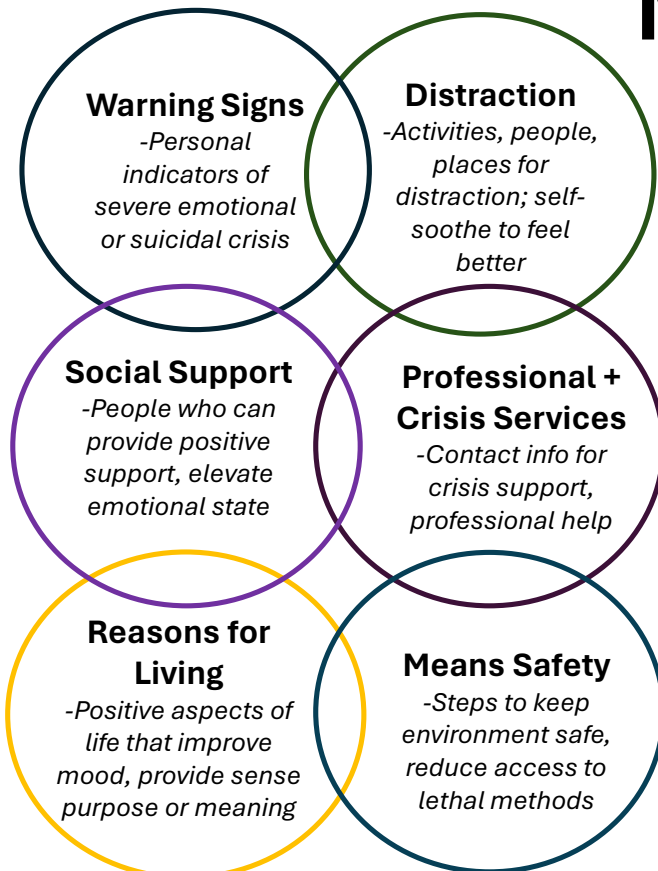 Warning Signs
-Personal
indicators of
severe emotional
or suicidal crisis
Distraction
-Activities, people,
places for
distraction; self-
soothe to feel
better
Social Support
-People who can
provide positive
support, elevate
emotional state
Professional +
Crisis Services
-Contact info for
crisis support,
professional help
Reasons for
Living
-Positive aspects of
life that improve
mood, provide sense
purpose or meaning
Means Safety
-Steps to keep
environment safe,
reduce access to
lethal methods